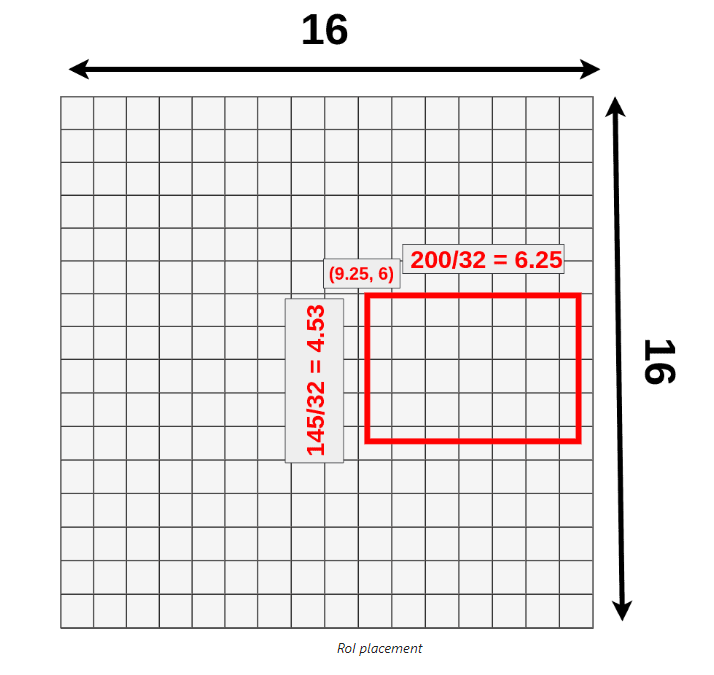 16
200/32 = 6.25
(9.25, 6)
145/32 = 4.53
16
RoI placement